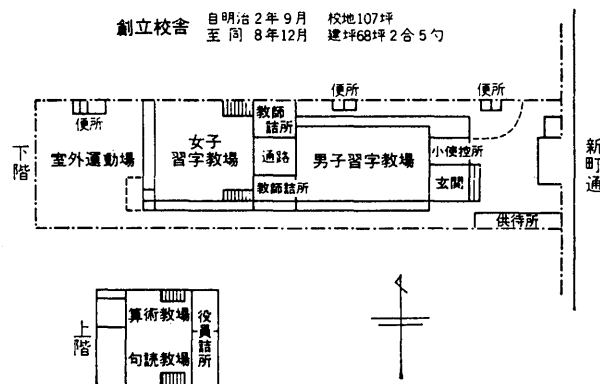 創立校舎
自明治2年9月 校地107坪
至同 8年12月 建坪68坪2合5勺
便所
便所
便所
下階
室外運動場
女子
習字教場
教師
詰所
通路
教師詰所
男子習字教場
小使控所
玄関
供待所
新町通
上階
算術教場
句読教場
役員詰所